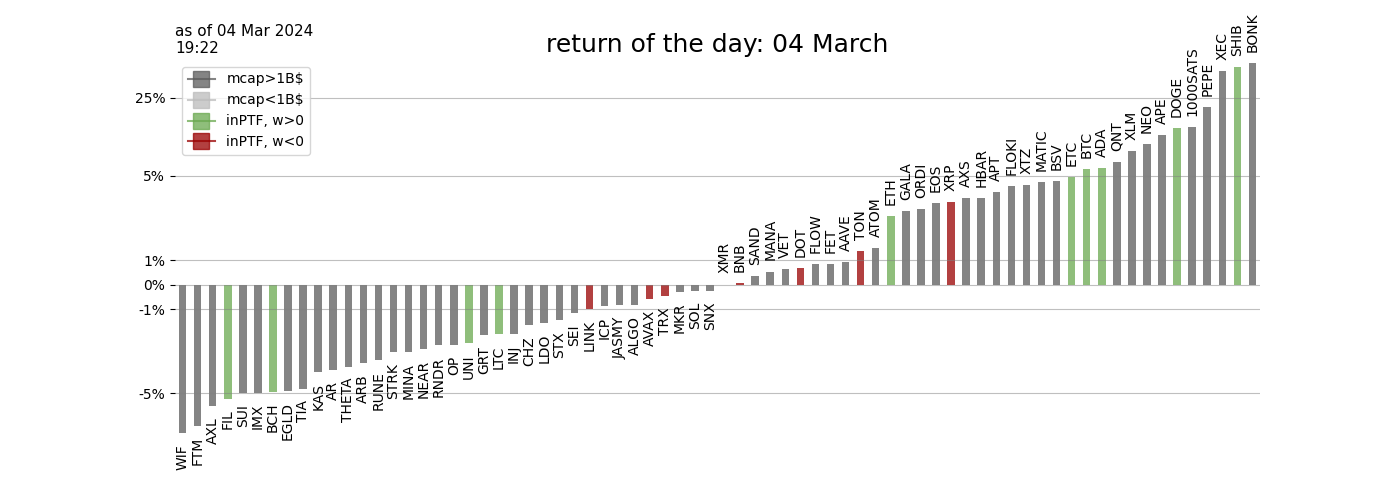 as of 04 Mar 2024
19:22
return of the day: 04 March
mcap>1B$
mcap<1B$
inPTF, w>0
inPTF, w<0
25%
5%
1%
0%
-1%
-5%
WIF
FTM
AXL
FIL
SUI
IMX
BCH
EGLD
TIA
KAS
AR
THETA
ARB
RUNE
STRK
MINA
NEAR
RNDR
OP
UNI
GRT
LTC
INJ
CHZ
LDO
STX
SEI
LINK
ICP
JASMY
ALGO
AVAX
TRX
MKR
SOL
SNX
XMR
BNB
SAND
MANA
VET
DOT
FLOW
FET
AAVE
TON
ATOM
ETH
GALA
ORDI
EOS
XRP
AXS
HBAR
APT
FLOKI
XTZ
MATIC
BSV
ETC
BTC
ADA
QNT
XLM
NEO
APE
DOGE
1000SATS
PEPE
XEC
SHIB
BONK